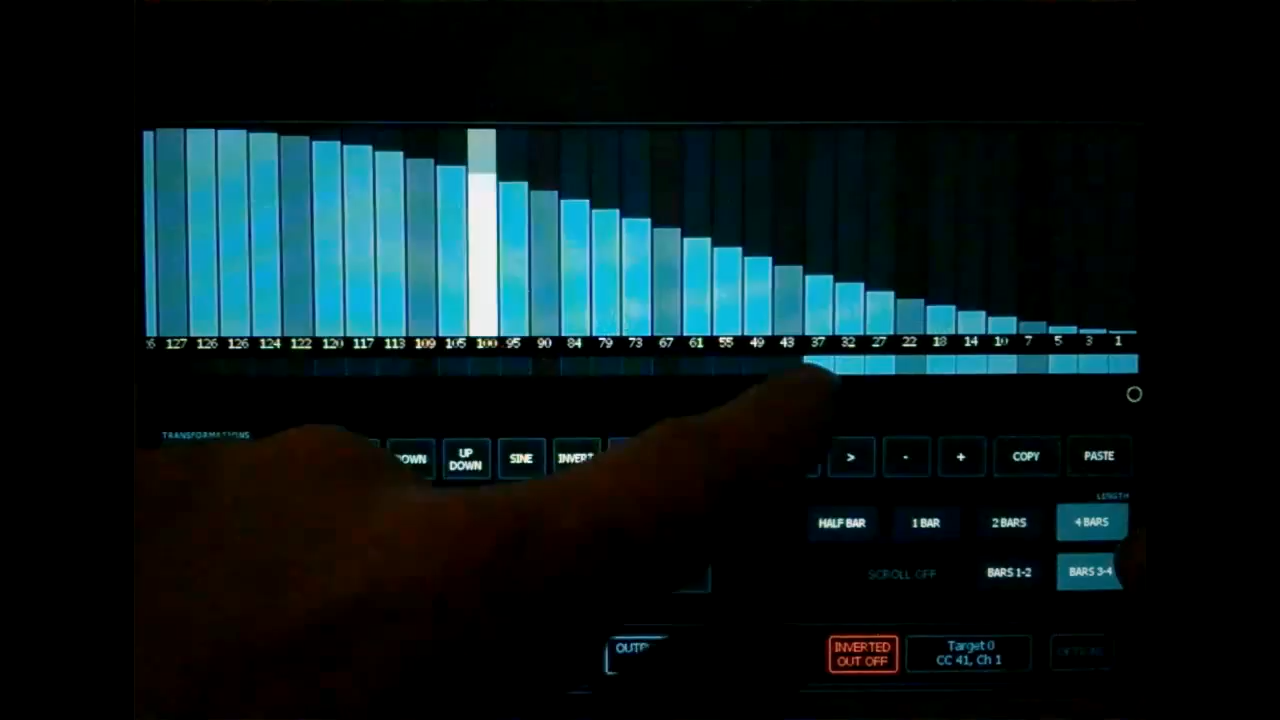 127 126 126 124 122 120 117 113 109 105 100 95 90 84 79 73 67 61 55 49 43 37 32 27 22 18 14 10 7 5 3 1
TRANSFORMATIONS
UP
DOWN
SINE
INVERT
>
-
+
COPY
PASTE
LENGTH
HALF BAR
1 BAR
2 BARS
4 BARS
SCROLL OFF
BARS 1-2
BARS 3-4
INVERTED
OUT OFF
Target 0
CC 41, Ch 1